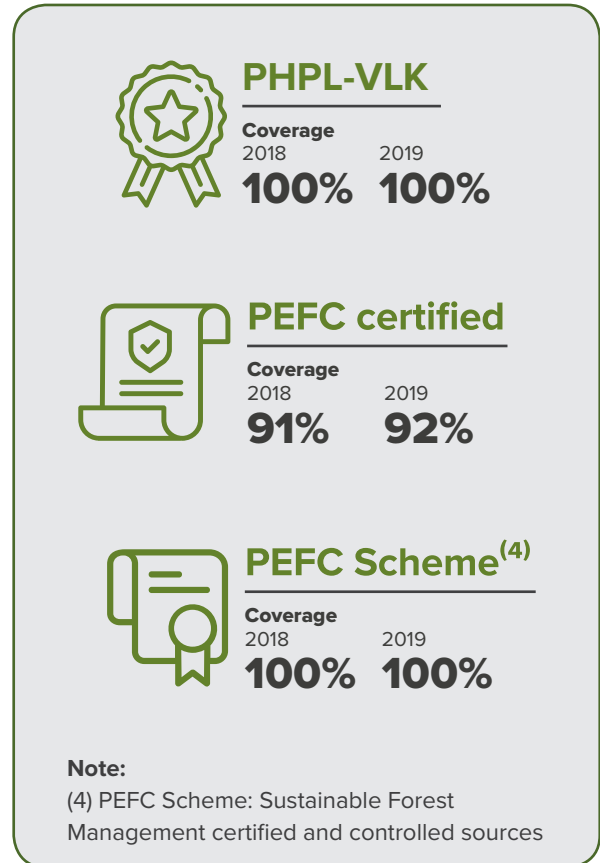 PHPL-VLK
Coverage
2018 2019
100% 100%
PEFC certified
Coverage
2018 2019
91% 92%
PEFC Scheme(4)
Coverage
2018 2019
100% 100%
Note:
(4) PEFC Scheme: Sustainable Forest
Management certified and controlled sources